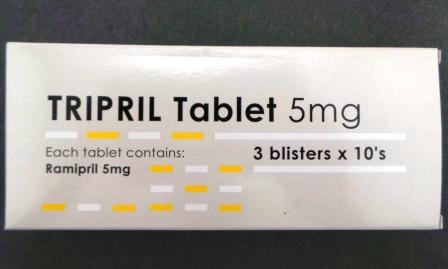 TRIPRIL Tablet 5mg
Each tablet contains:
3 blisters x 10's
Ramipril 5mg